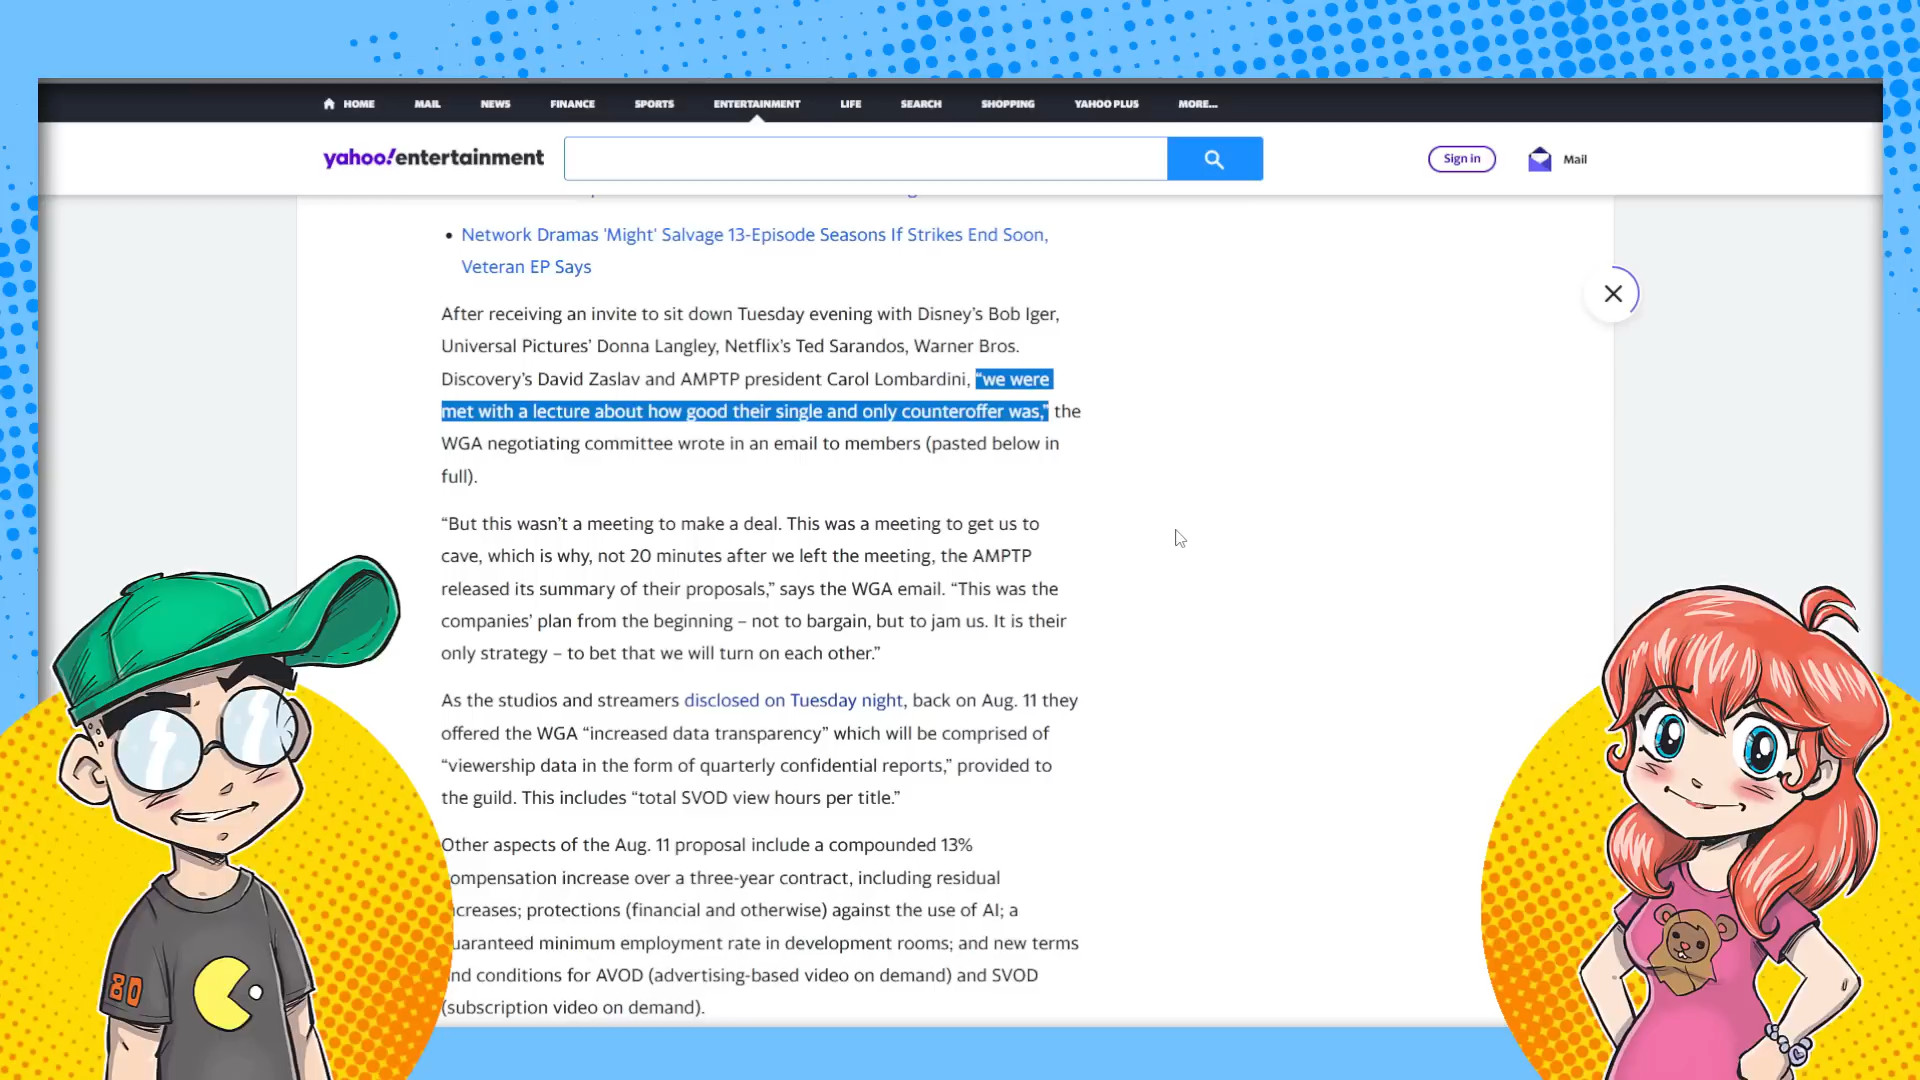 HOME MAIL NEWS FINANCE SPORTS ENTERTAINMENT LIFE SEARCH SHOPPING YAHOO PLUS MORE...
yahoo!entertainment
Sign in
Mail
• Network Dramas 'Might' Salvage 13-Episode Seasons If Strikes End Soon,
Veteran EP Says
After receiving an invite to sit down Tuesday evening with Disney’s Bob Iger,
Universal Pictures’ Donna Langley, Netflix’s Ted Sarandos, Warner Bros.
Discovery’s David Zaslav and AMPTP president Carol Lombardini, “we were
met with a lecture about how good their single and only counteroffer was,” the
WGA negotiating committee wrote in an email to members (pasted below in
full).
“But this wasn’t a meeting to make a deal. This was a meeting to get us to
cave, which is why, not 20 minutes after we left the meeting, the AMPTP
released its summary of their proposals,” says the WGA email. “This was the
companies’ plan from the beginning – not to bargain, but to jam us. It is their
only strategy – to bet that we will turn on each other.”
As the studios and streamers disclosed on Tuesday night, back on Aug. 11 they
offered the WGA “increased data transparency” which will be comprised of
“viewership data in the form of quarterly confidential reports,” provided to
the guild. This includes “total SVOD view hours per title.”
Other aspects of the Aug. 11 proposal include a compounded 13%
ompensation increase over a three-year contract, including residual
creases; protections (financial and otherwise) against the use of AI; a
uaranteed minimum employment rate in development rooms; and new terms
nd conditions for AVOD (advertising-based video on demand) and SVOD
(subscription video on demand).
80